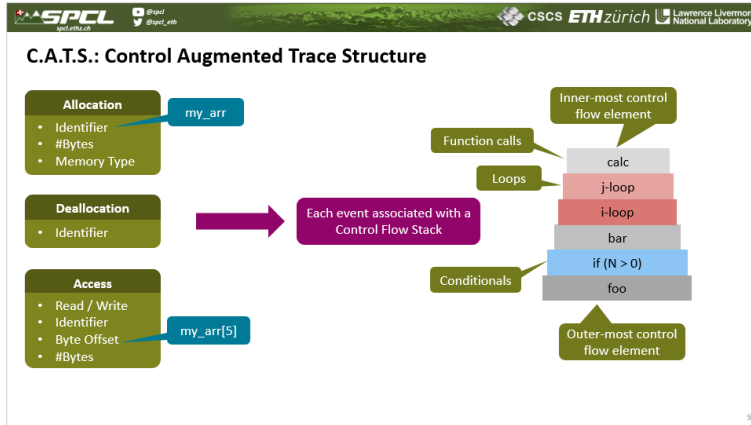 SPCL
spcl.ethz.ch
@spcl
@spcl_eth
CSCS
ETH zürich
Lawrence Livermore
National Laboratory
C.A.T.S.: Control Augmented Trace Structure
Allocation
• Identifier
• #Bytes
• Memory Type
my_arr
Deallocation
• Identifier
Access
• Read / Write
• Identifier
• Byte Offset
• #Bytes
my_arr[5]
Each event associated with a
Control Flow Stack
Inner-most control
flow element
Function calls
Loops
Conditionals
calc
j-loop
i-loop
bar
if (N > 0)
foo
Outer-most control
flow element
9